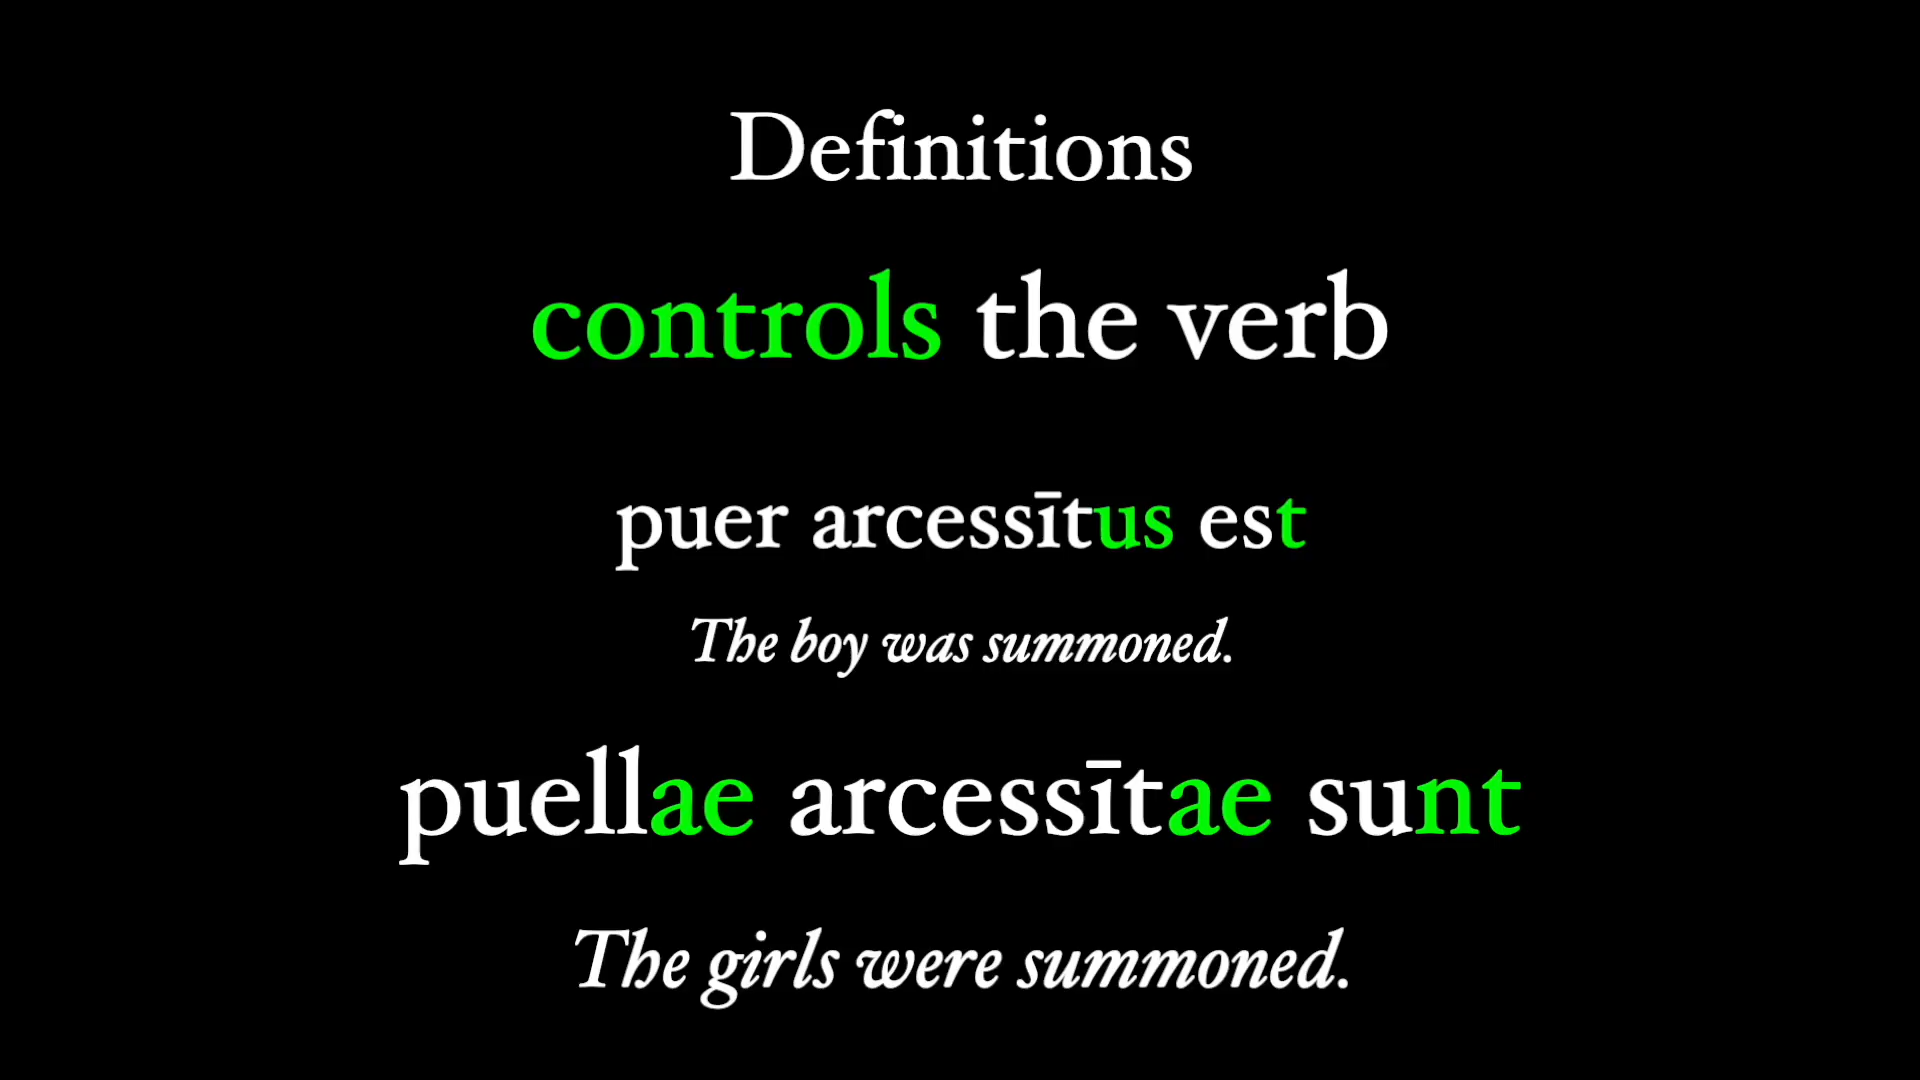 Definitions
controls the verb
puer arcessītus est
The boy was summoned.
puellae arcessītae sunt
The girls were summoned.